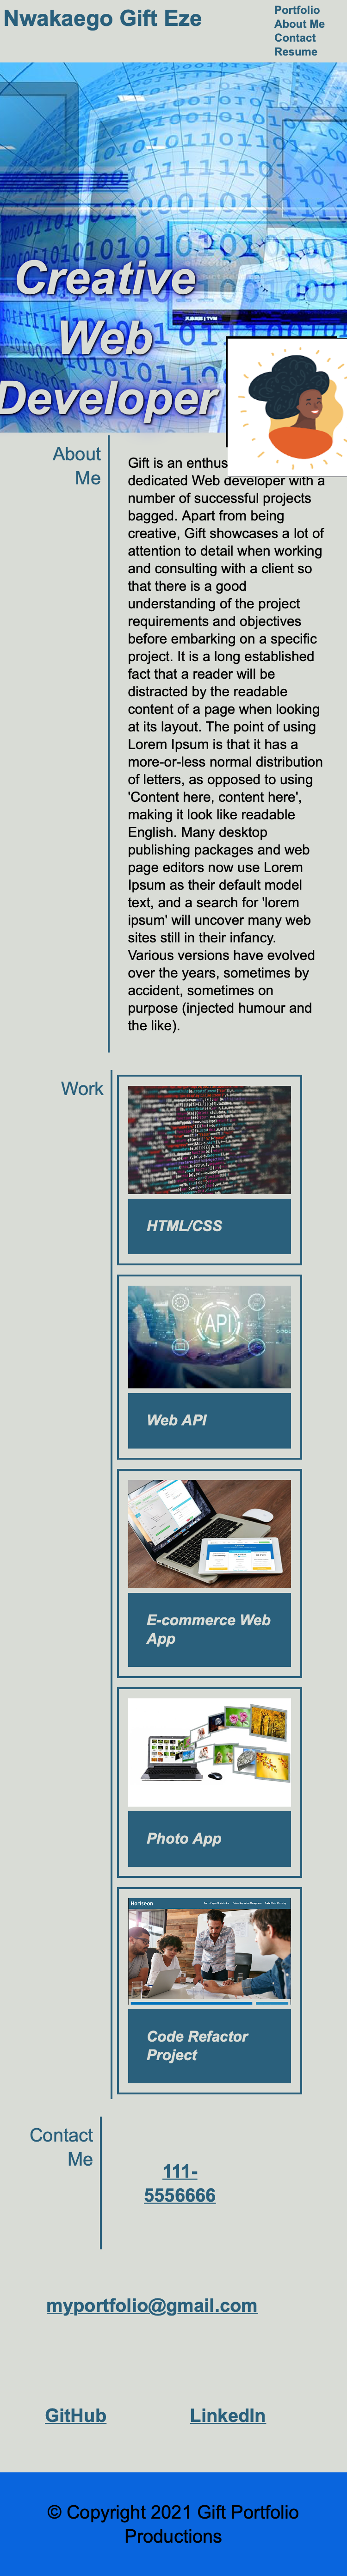 Nwakaego Gift Eze
Portfolio
About Me
Contact
Resume
Creative
Web
Developer
About
Me
Gift is an enthus
dedicated Web developer with a
number of successful projects
bagged. Apart from being
creative, Gift showcases a lot of
attention to detail when working
and consulting with a client so
that there is a good
understanding of the project
requirements and objectives
before embarking on a specific
project. It is a long established
fact that a reader will be
distracted by the readable
content of a page when looking
at its layout. The point of using
Lorem Ipsum is that it has a
more-or-less normal distribution
of letters, as opposed to using
'Content here, content here',
making it look like readable
English. Many desktop
publishing packages and web
page editors now use Lorem
Ipsum as their default model
text, and a search for 'lorem
ipsum' will uncover many web
sites still in their infancy.
Various versions have evolved
over the years, sometimes by
accident, sometimes on
purpose (injected humour and
the like).
Work
HTML/CSS
API
Web API
E-commerce Web
App
Photo App
Horiseon
Code Refactor
Project
Contact
Me
111-
5556666
myportfolio@gmail.com
GitHub
LinkedIn
© Copyright 2021 Gift Portfolio
Productions